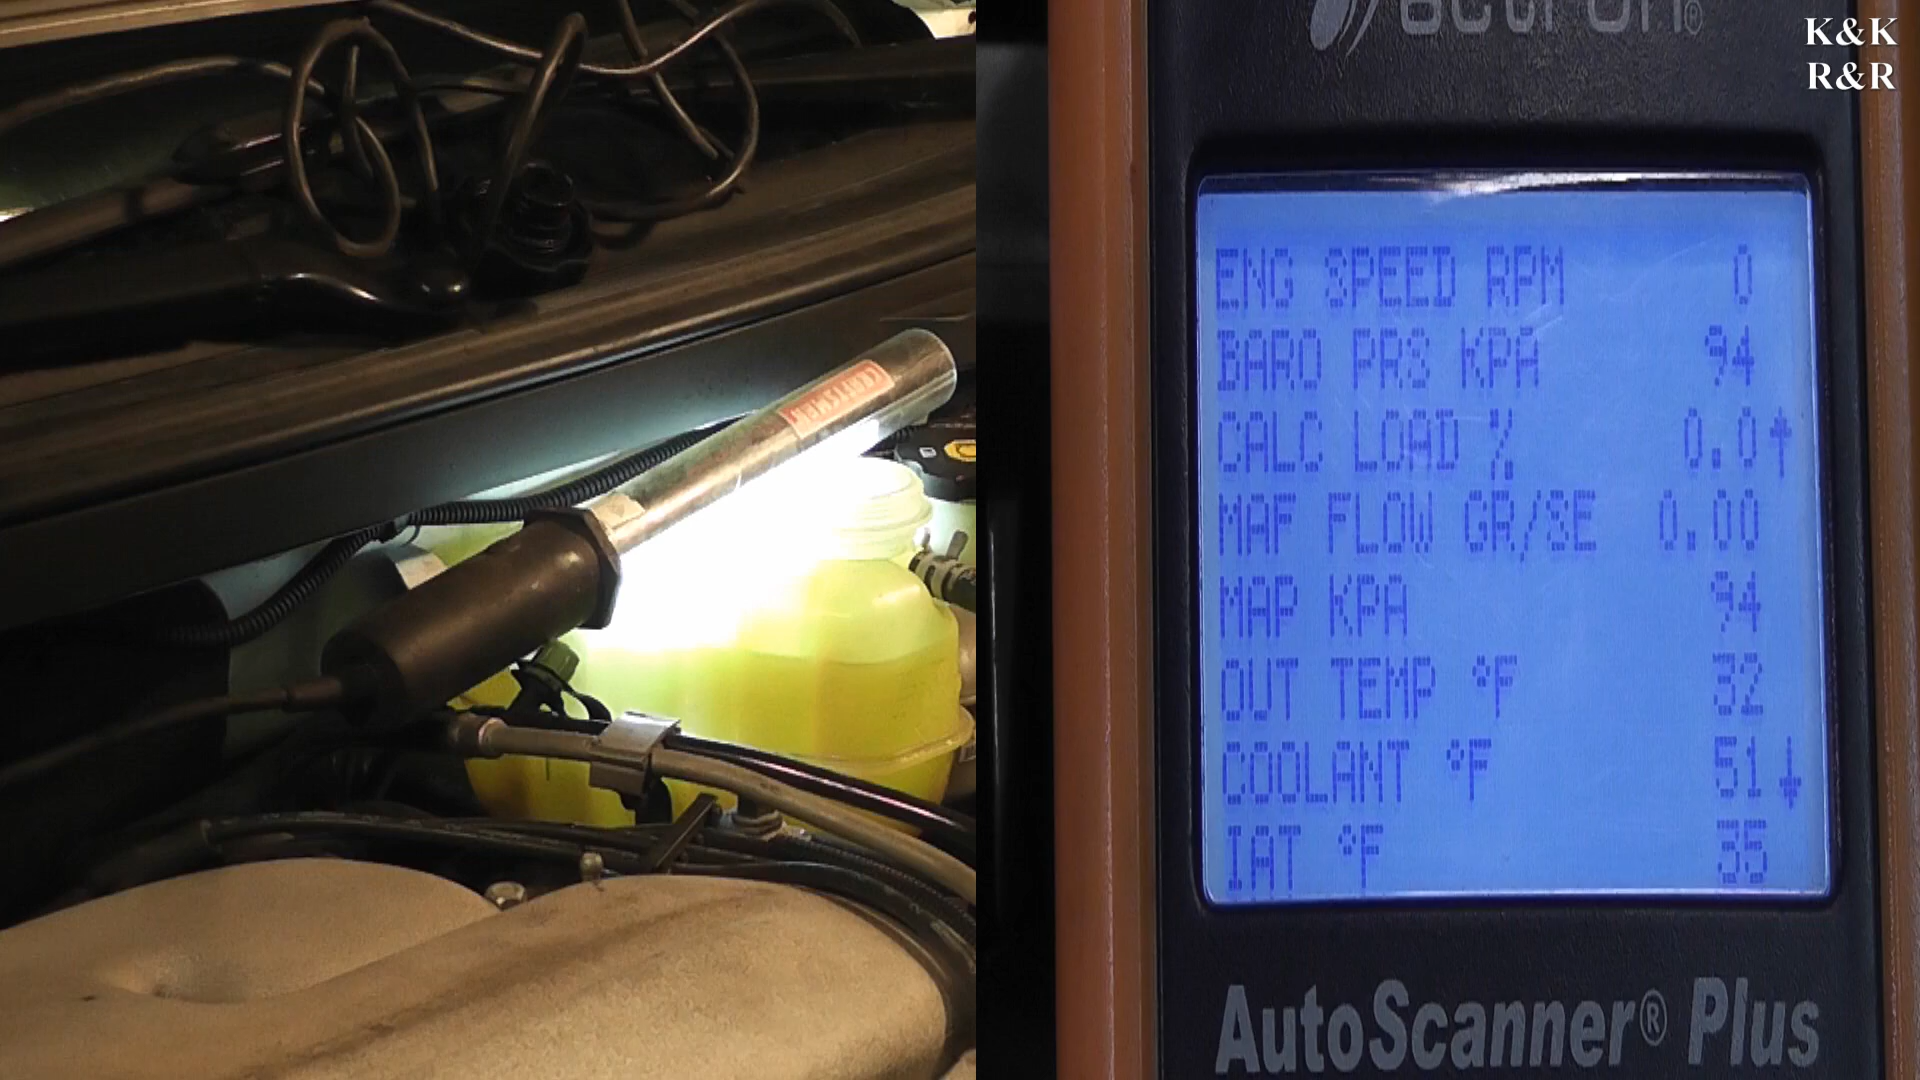 actron®
K&K
R&R
ENG SPEED RPM 0
BARO PRS KPA 94
CALC LOAD % 0.0↑
MAF FLOW GR/SE 0.00
MAP KPA 94
OUT TEMP °F 32
COOLANT °F 51↓
IAT °F 35
AutoScanner® Plus